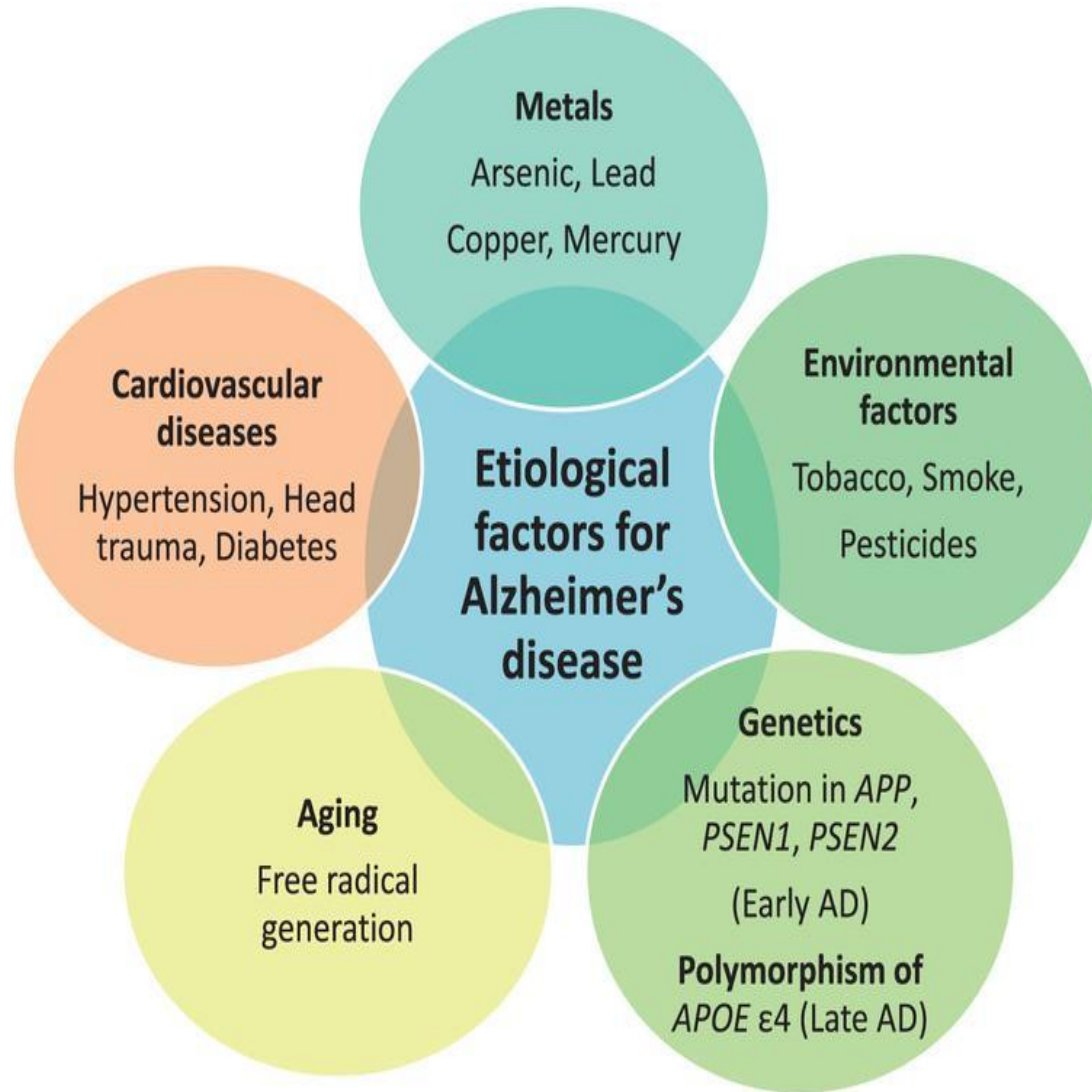 Metals
Arsenic, Lead
Copper, Mercury
Cardiovascular
diseases
Hypertension, Head
trauma, Diabetes
Environmental
factors
Tobacco, Smoke,
Pesticides
Etiological
factors for
Alzheimer’s
disease
Aging
Free radical
generation
Genetics
Mutation in APP,
PSEN1, PSEN2
(Early AD)
Polymorphism of
APOE ε4 (Late AD)